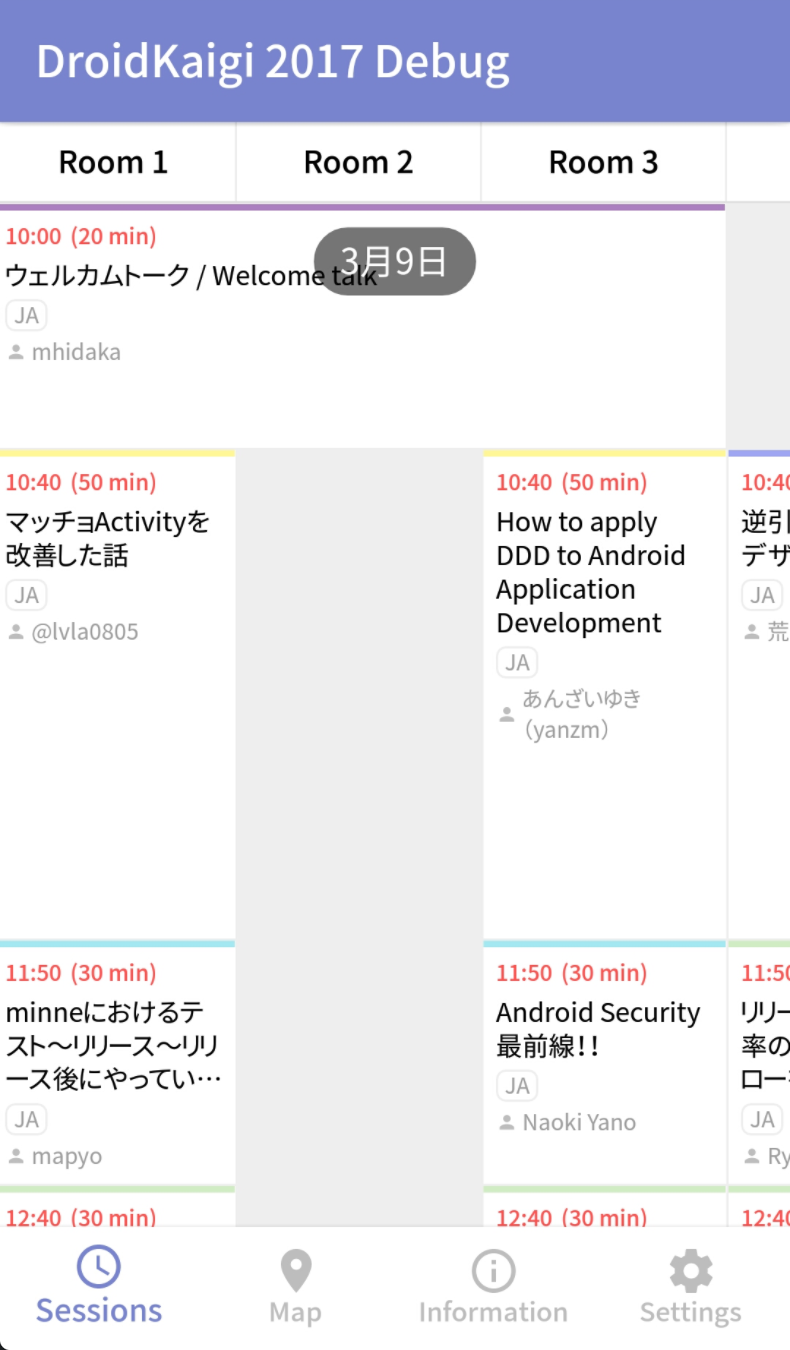 DroidKaigi 2017 Debug
Room 1
Room 2
Room 3
3月9日
10:00 (20 min)
ウェルカムトーク / Welcome talk
JA
mhidaka
10:40 (50 min)
マッチョActivityを
改善した話
JA
@lvla0805
10:40 (50 min)
How to apply
DDD to Android
Application
Development
JA
あんざいゆき
（yanzm）
10:40
逆引
デザ
JA
荒
11:50 (30 min)
minneにおけるテ
スト〜リリース〜リリ
ース後にやってい…
JA
mapyo
11:50 (30 min)
Android Security
最前線！！
JA
Naoki Yano
11:50
リリー
率の
ロー
JA
Ry
12:40 (30 min)
12:40 (30 min)
12:40
Sessions
Map
Information
Settings